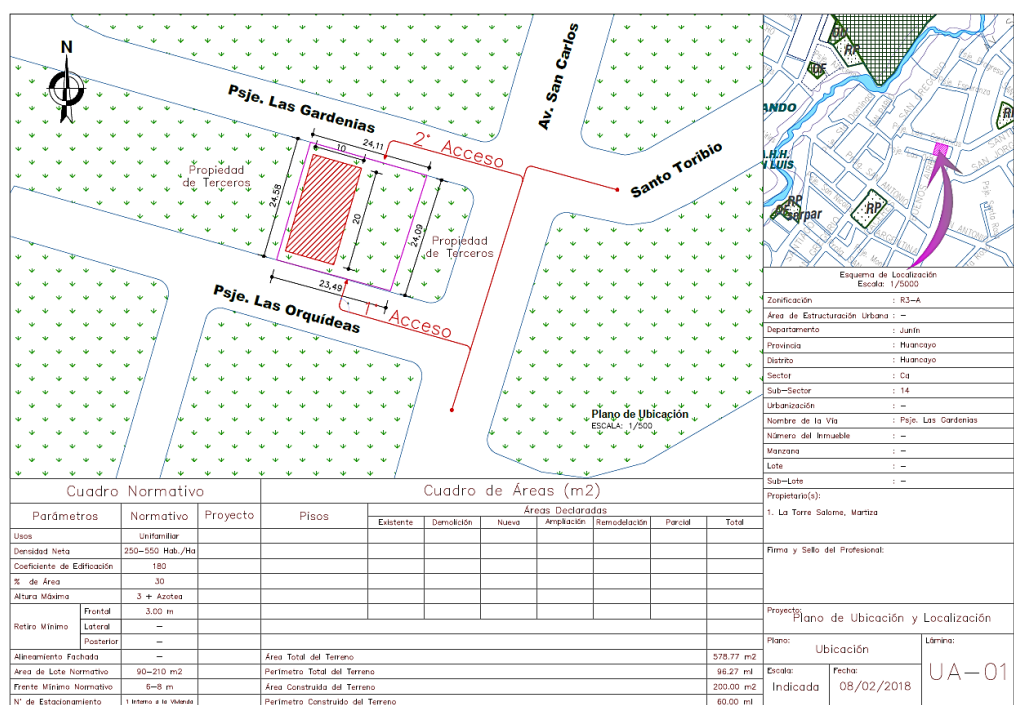 N
Psje. Las Gardenias
Av. San Carlos
Santo Toribio
2° Acceso
24,11
10
Propiedad
de Terceros
24,58
20
24,09
Propiedad
de Terceros
23,49
Psje. Las Orquídeas
1° Acceso
Plano de Ubicación
ESCALA: 1/500
RP
ANDO
A.H.H.
N LUIS
RP
RP
Serpar
RP
Esquema de Localización
Escala: 1/5000
Zonificación : R3-A
Área de Estructuración Urbana : -
Departamento : Junín
Provincia : Huancayo
Distrito : Huancayo
Sector : Cq
Sub-Sector : 14
Urbanización : -
Nombre de la Vía : Psje. Las Gardenias
Número del Inmueble : -
Manzana : -
Lote : -
Sub-Lote : -
Propietario(s):
1. La Torre Salome, Martiza
Firma y Sello del Profesional:
Proyecto:
Plano de Ubicación y Localización
Plano: Lámina:
Ubicación
UA-01
Escala: Fecha:
Indicada 08/02/2018
Cuadro Normativo
Parámetros Normativo Proyecto
Usos Unifamiliar
Densidad Neta 250-550 Hab./Ha
Coeficiente de Edificación 180
% de Área 30
Altura Máxima 3 + Azotea
Retiro Mínimo
Frontal 3.00 m
Lateral -
Posterior -
Alineamiento Fachada -
Area de Lote Normativo 90-210 m2
Frente Mínimo Normativo 6-8 m
N° de Estacionamiento 1 Interno a la Vivienda
Cuadro de Áreas (m2)
Pisos Áreas Declaradas
Existente Demolición Nueva Ampliación Remodelación Parcial Total
Área Total del Terreno 578.77 m2
Perímetro Total del Terreno 96.27 ml
Área Construida del Terreno 200.00 m2
Perímetro Construido del Terreno 60.00 ml